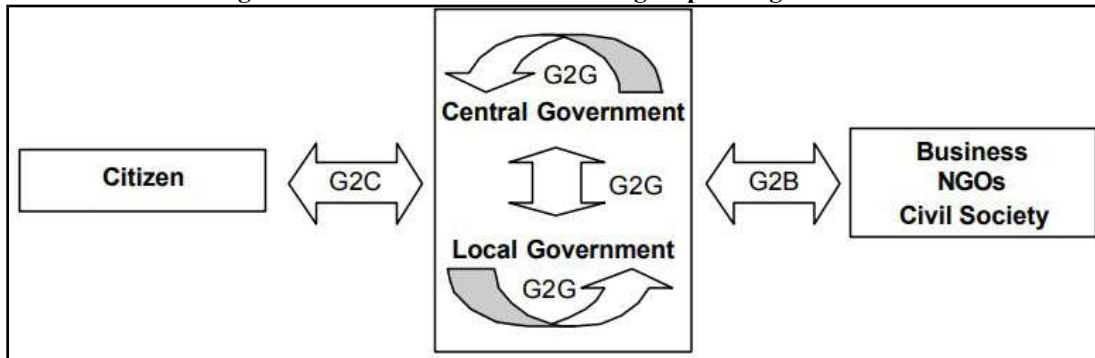 G2G
Central Government
Citizen
G2C
G2G
G2B
Business
NGOs
Civil Society
Local Government
G2G